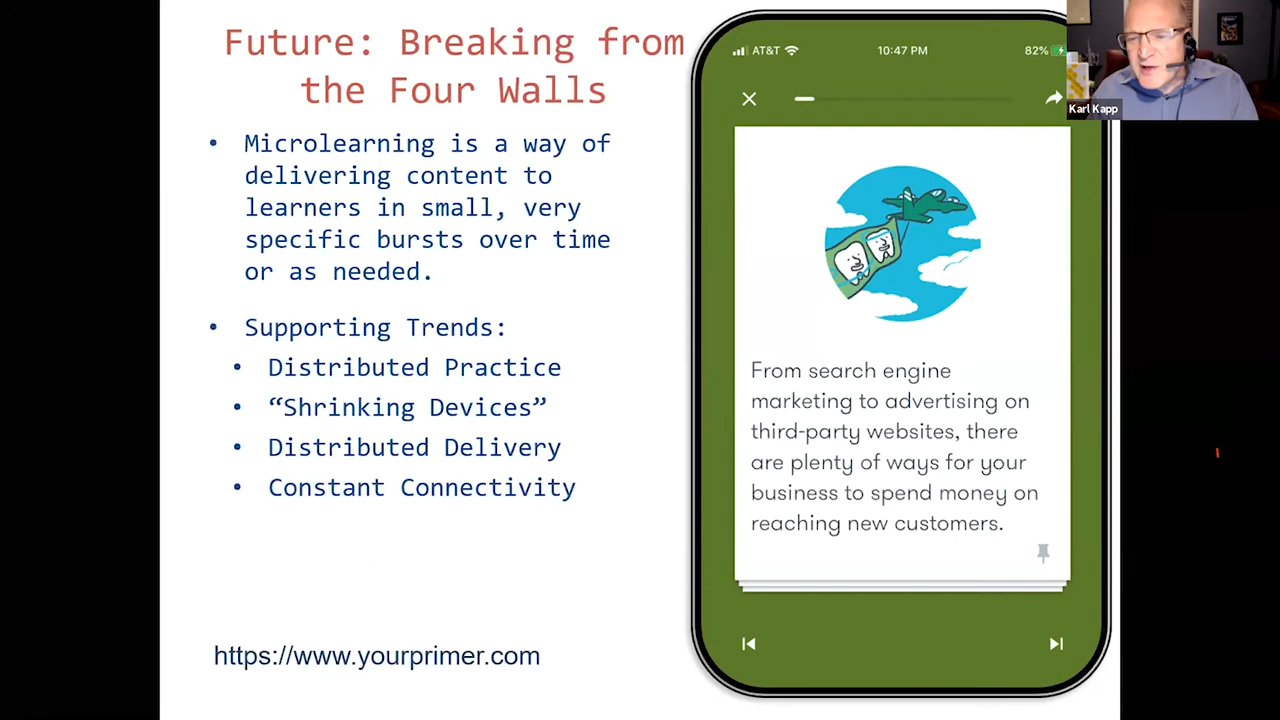 Future: Breaking from
the Four Walls
• Microlearning is a way of
delivering content to
learners in small, very
specific bursts over time
or as needed.
• Supporting Trends:
• Distributed Practice
• “Shrinking Devices”
• Distributed Delivery
• Constant Connectivity
https://www.yourprimer.com
AT&T
10:47 PM
82%
From search engine
marketing to advertising on
third-party websites, there
are plenty of ways for your
business to spend money on
reaching new customers.
Karl Kapp